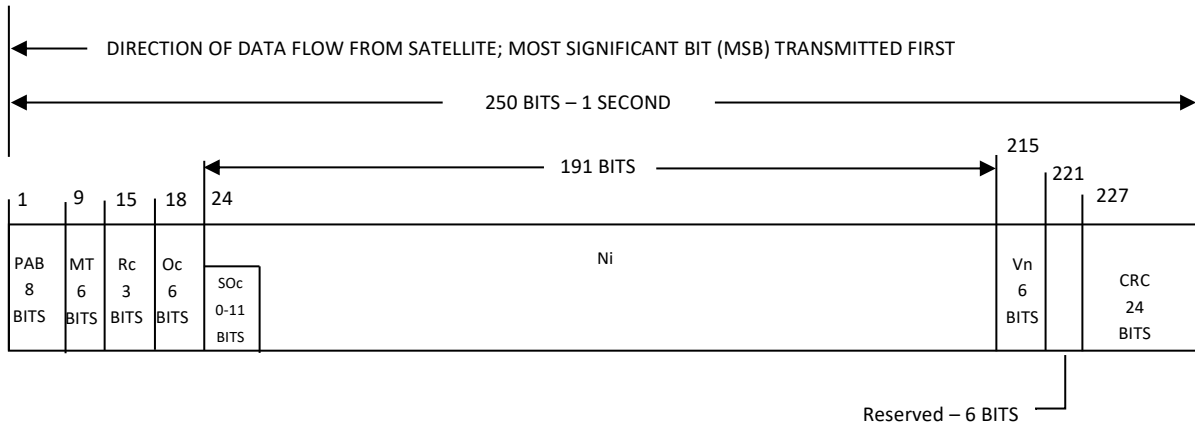 DIRECTION OF DATA FLOW FROM SATELLITE; MOST SIGNIFICANT BIT (MSB) TRANSMITTED FIRST
250 BITS – 1 SECOND
191 BITS
215
221
227
1 9 15 18 24
PAB
8
BITS
MT
6
BITS
Rc
3
BITS
Oc
6
BITS
SOc
0-11
BITS
Ni
Vn
6
BITS
CRC
24
BITS
Reserved – 6 BITS